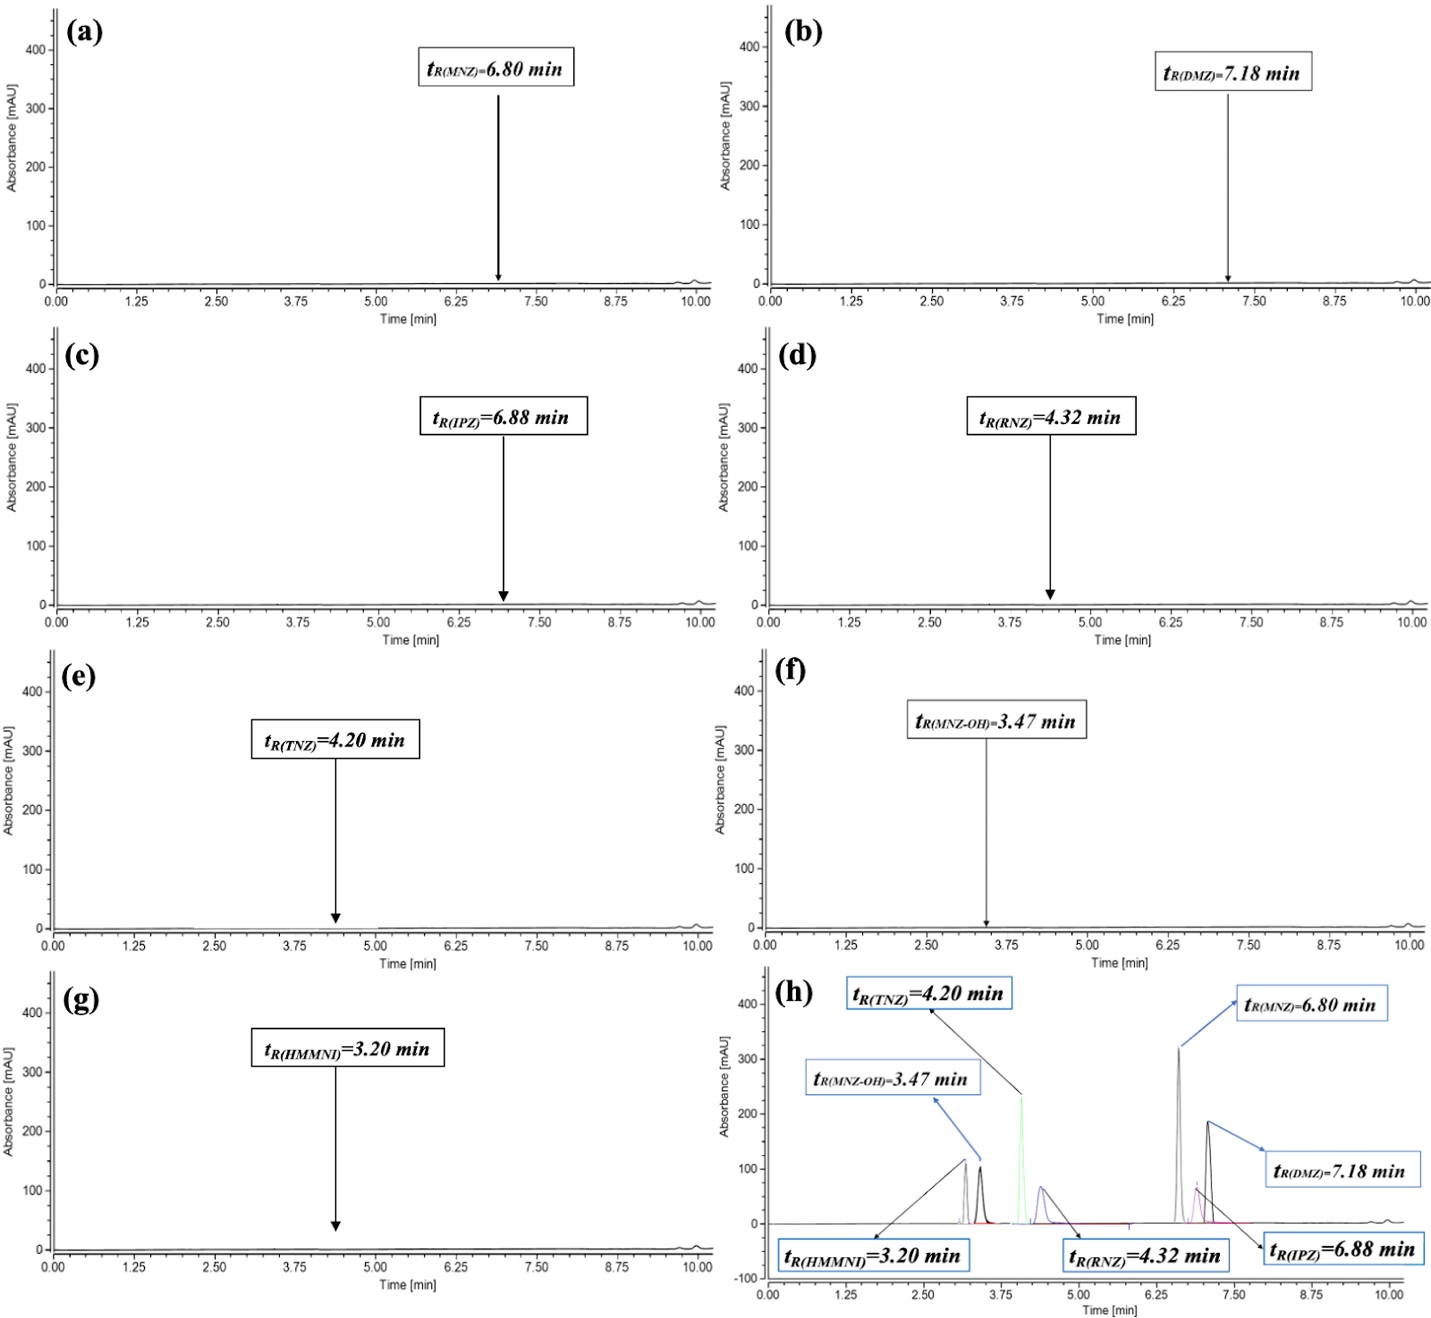 (a)
t_R(MNZ)=6.80 min
Absorbance [mAU]
400
300
200
100
0
0.00 1.25 2.50 3.75 5.00 6.25 7.50 8.75 10.00
Time [min]
(b)
t_R(DMZ)=7.18 min
Absorbance [mAU]
400
300
200
100
0
0.00 1.25 2.50 3.75 5.00 6.25 7.50 8.75 10.00
Time [min]
(c)
t_R(IPZ)=6.88 min
Absorbance [mAU]
400
300
200
100
0
0.00 1.25 2.50 3.75 5.00 6.25 7.50 8.75 10.00
Time [min]
(d)
t_R(RNZ)=4.32 min
Absorbance [mAU]
400
300
200
100
0
0.00 1.25 2.50 3.75 5.00 6.25 7.50 8.75 10.00
Time [min]
(e)
t_R(TNZ)=4.20 min
Absorbance [mAU]
400
300
200
100
0
0.00 1.25 2.50 3.75 5.00 6.25 7.50 8.75 10.00
Time [min]
(f)
t_R(MNZ-OH)=3.47 min
Absorbance [mAU]
400
300
200
100
0
0.00 1.25 2.50 3.75 5.00 6.25 7.50 8.75 10.00
Time [min]
(g)
t_R(HMMNI)=3.20 min
Absorbance [mAU]
400
300
200
100
0
0.00 1.25 2.50 3.75 5.00 6.25 7.50 8.75 10.00
Time [min]
(h)
t_R(TNZ)=4.20 min
t_R(MNZ)=6.80 min
t_R(MNZ-OH)=3.47 min
t_R(DMZ)=7.18 min
t_R(HMMNI)=3.20 min
t_R(RNZ)=4.32 min
t_R(IPZ)=6.88 min
Absorbance [mAU]
400
300
200
100
0
-100
0.00 1.25 2.50 3.75 5.00 6.25 7.50 8.75 10.00
Time [min]